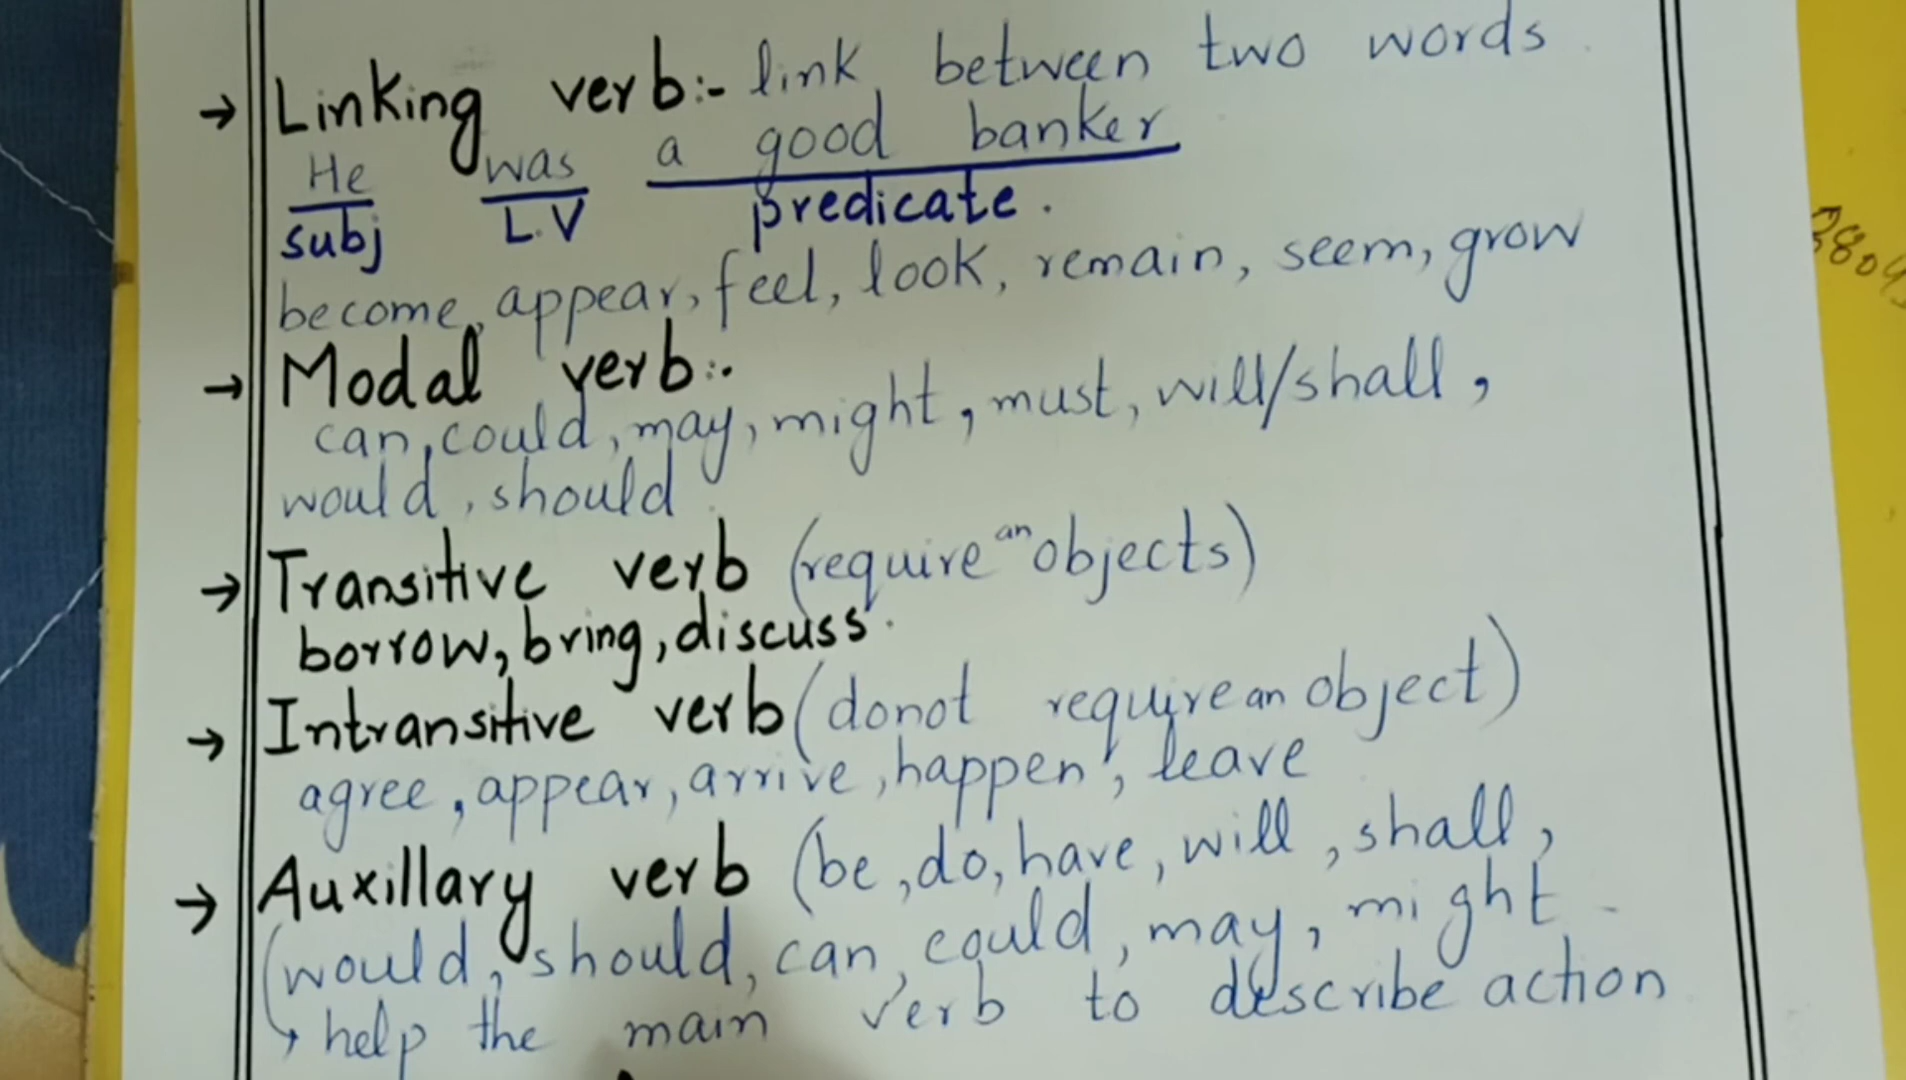 → Linking verb:- link between two words
He was a good banker
subj L.V predicate.
become, appear, feel, look, remain, seem, grow
→ Modal verb:-
can, could, may, might, must, will/shall,
would, should
→ Transitive verb (require an objects)
borrow, bring, discuss.
→ Intransitive verb (donot require an object)
agree, appear, arrive, happen, leave
→ Auxillary verb (be, do, have, will, shall,
(would, should, can, could, may, might
↳ help the main verb to describe action